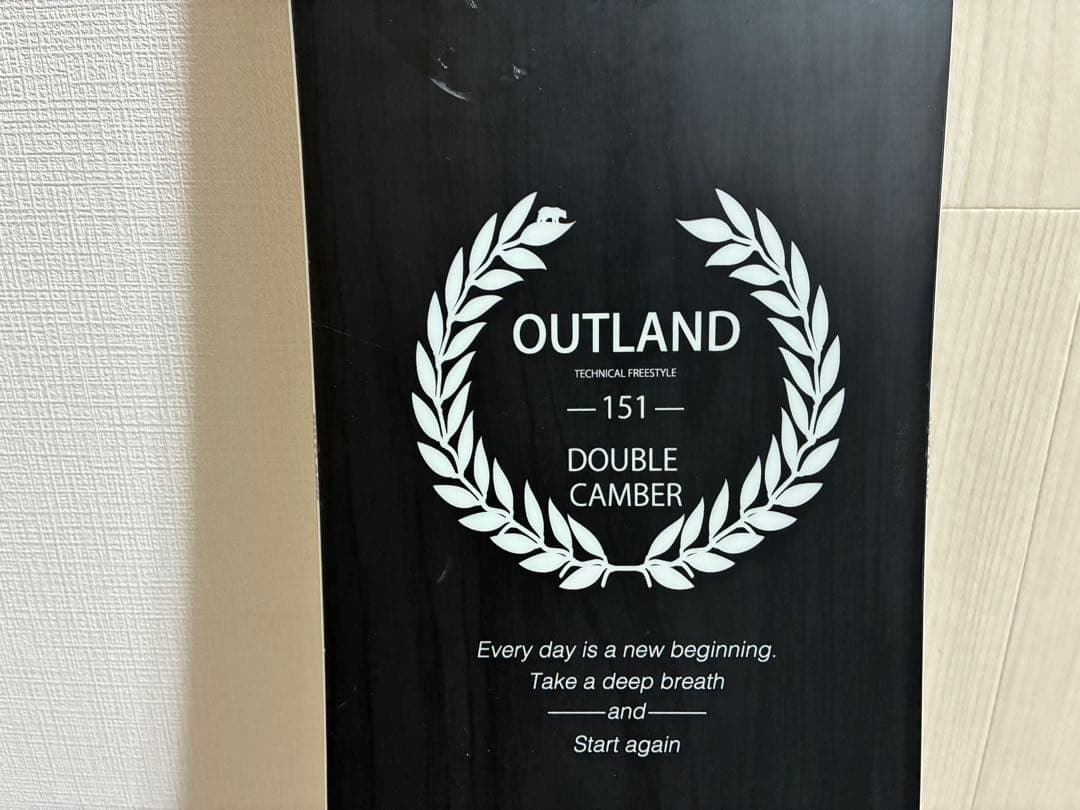 OUTLAND
TECHNICAL FREESTYLE
—151—
DOUBLE
CAMBER
Every day is a new beginning.
Take a deep breath
——and——
Start again